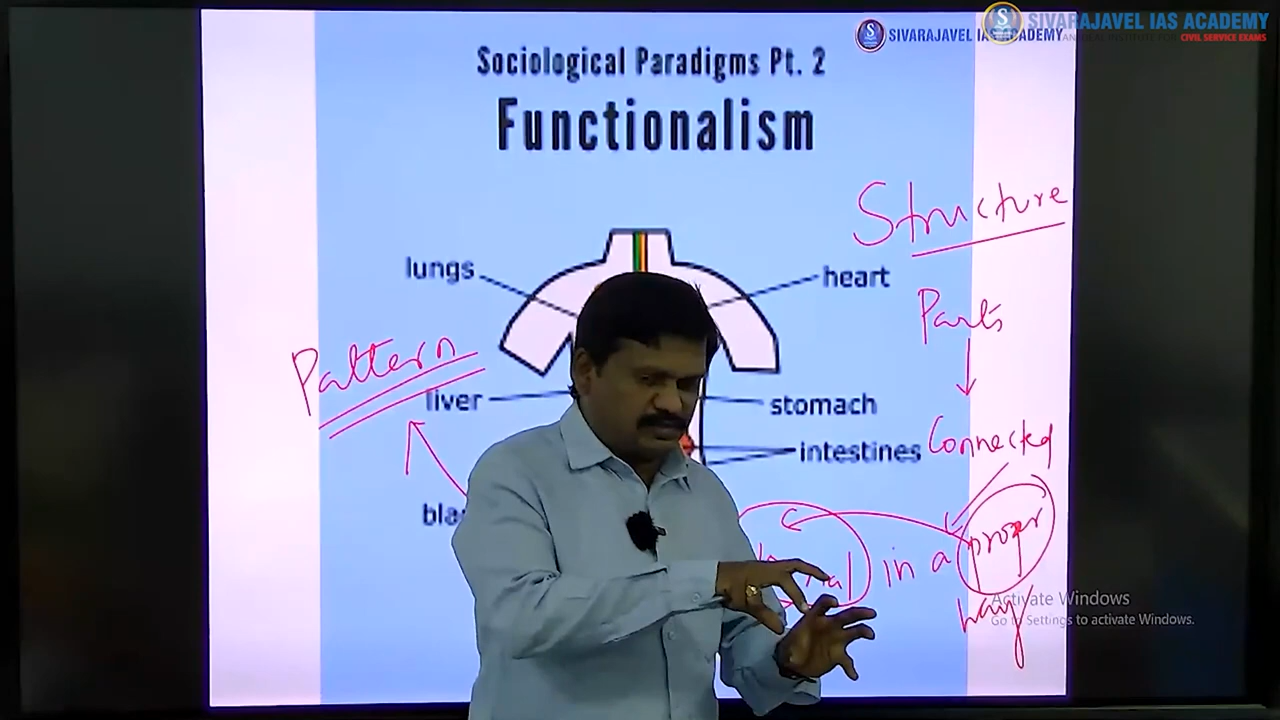 SIVARAJAVEL IAS ACADEMY
SIVARAJAVEL IAS ACADEMY
CIVIL SERVICE EXAMS
Sociological Paradigms Pt. 2
Functionalism
Structure
lungs
heart
Parts
Pattern
liver
stomach
Connected
intestines
in a proper
way
Activate Windows
Go to Settings to activate Windows.